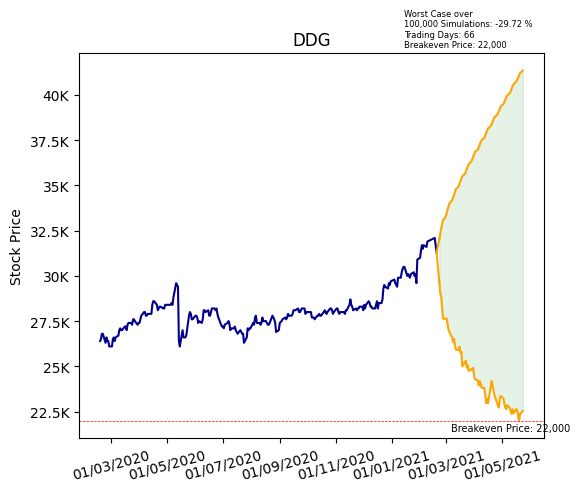 Worst Case over
100,000 Simulations: -29.72 %
Trading Days: 66
Breakeven Price: 22,000
DDG
Stock Price
40K
37.5K
35K
32.5K
30K
27.5K
25K
22.5K
Breakeven Price: 22,000
01/03/2020
01/05/2020
01/07/2020
01/09/2020
01/11/2020
01/01/2021
01/03/2021
01/05/2021